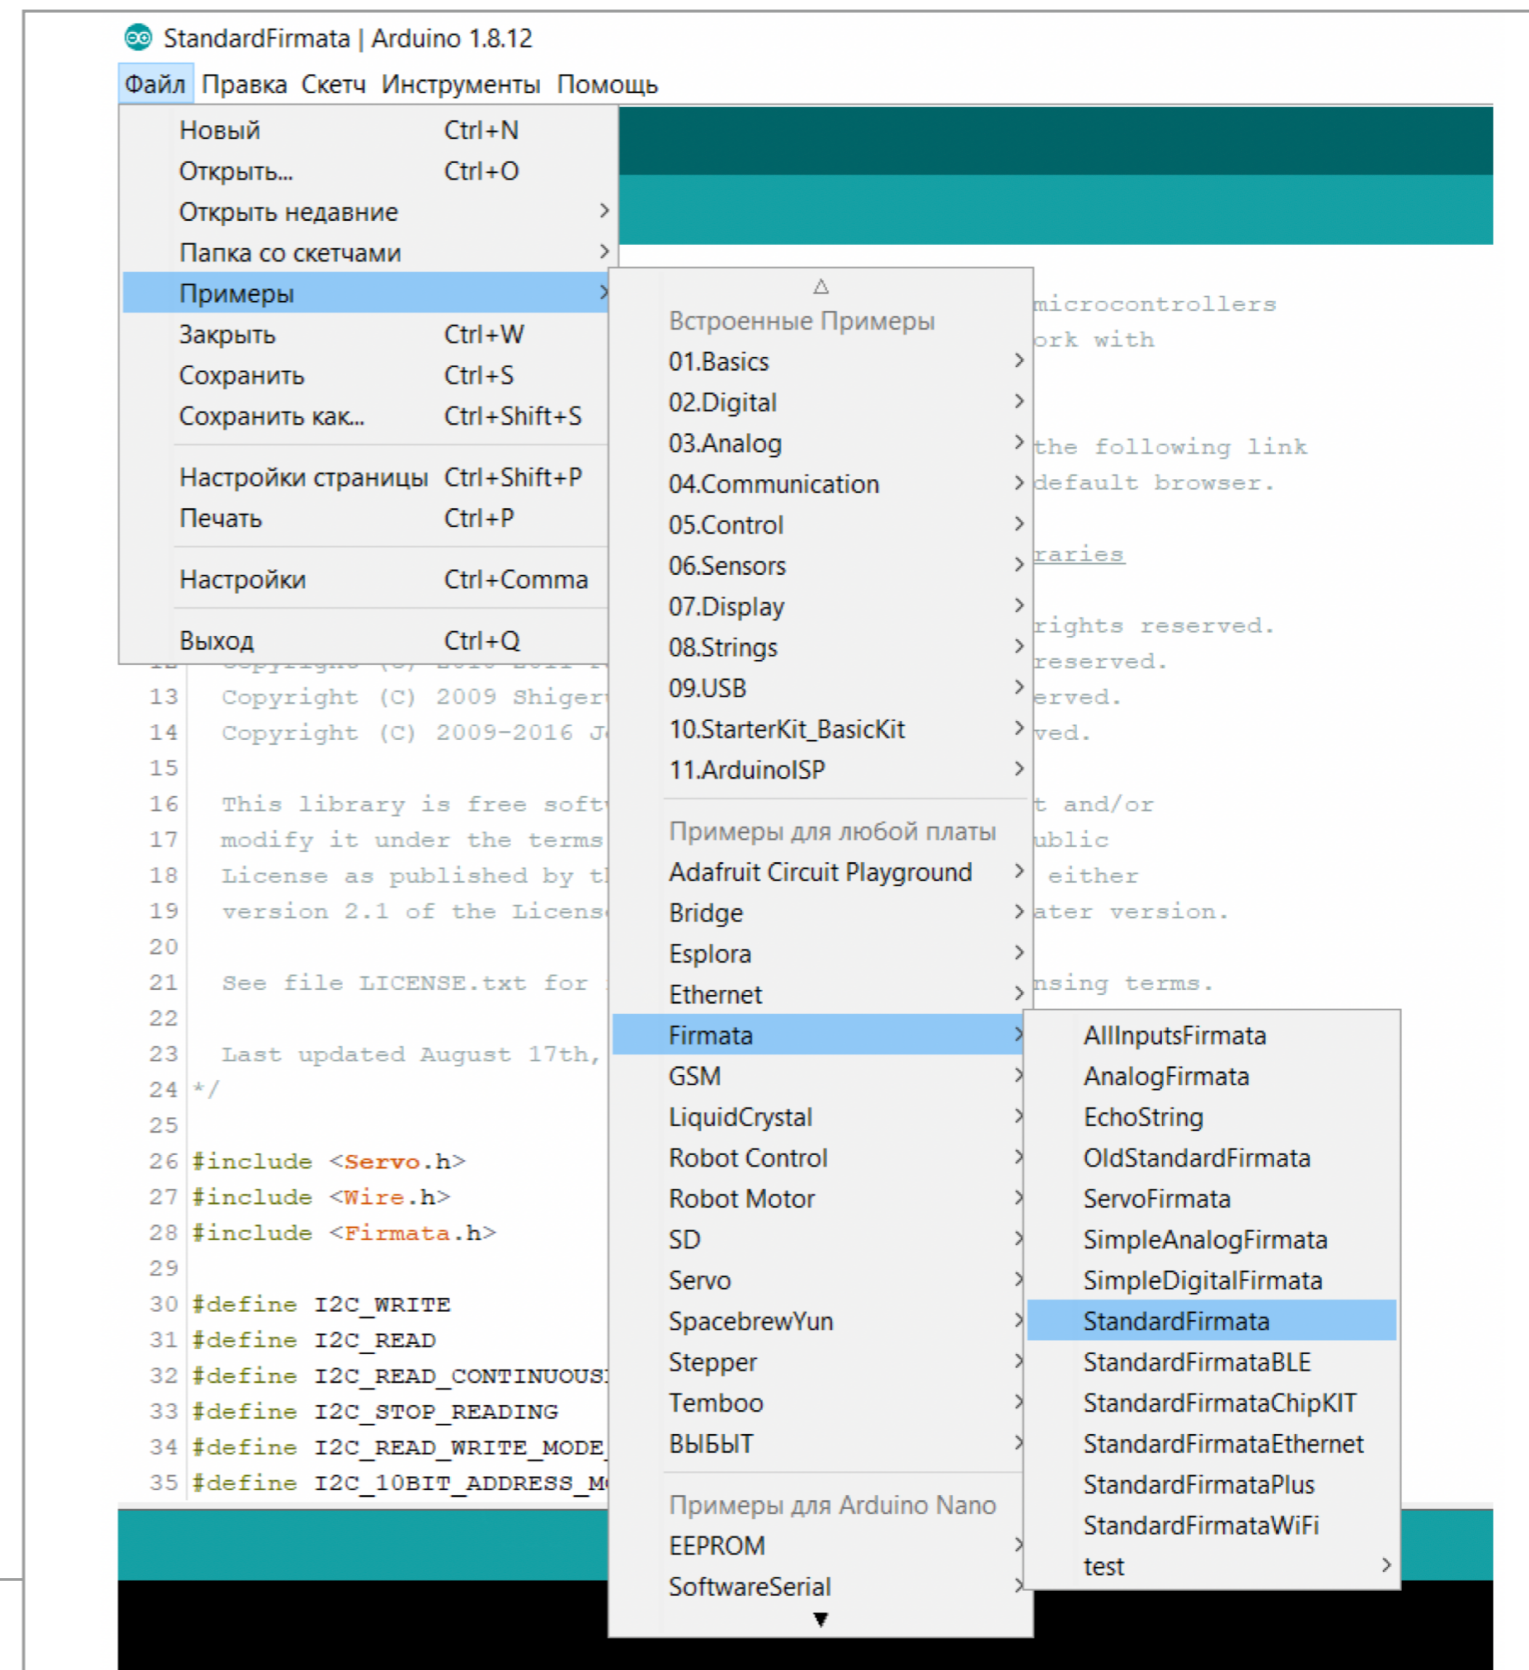 StandardFirmata | Arduino 1.8.12
Файл Правка Скетч Инструменты Помощь
Новый Ctrl+N
Открыть... Ctrl+O
Открыть недавние
Папка со скетчами
Примеры
Закрыть Ctrl+W
Сохранить Ctrl+S
Сохранить как... Ctrl+Shift+S
Настройки страницы Ctrl+Shift+P
Печать Ctrl+P
Настройки Ctrl+Comma
Выход Ctrl+Q
Встроенные Примеры
01.Basics
02.Digital
03.Analog
04.Communication
05.Control
06.Sensors
07.Display
08.Strings
09.USB
10.StarterKit_BasicKit
11.ArduinoISP
Примеры для любой платы
Adafruit Circuit Playground
Bridge
Esplora
Ethernet
Firmata
GSM
LiquidCrystal
Robot Control
Robot Motor
SD
Servo
SpacebrewYun
Stepper
Temboo
ВЫБЫТ
Примеры для Arduino Nano
EEPROM
SoftwareSerial
AllInputsFirmata
AnalogFirmata
EchoString
OldStandardFirmata
ServoFirmata
SimpleAnalogFirmata
SimpleDigitalFirmata
StandardFirmata
StandardFirmataBLE
StandardFirmataChipKIT
StandardFirmataEthernet
StandardFirmataPlus
StandardFirmataWiFi
test
microcontrollers
ork with
the following link
default browser.
raries
rights reserved.
reserved.
13 Copyright (C) 2009 Shiger erved.
14 Copyright (C) 2009-2016 J ved.
15
16 This library is free soft t and/or
17 modify it under the terms ublic
18 License as published by t either
19 version 2.1 of the Licens ater version.
20
21 See file LICENSE.txt for nsing terms.
22
23 Last updated August 17th,
24 */
25
26 #include <Servo.h>
27 #include <Wire.h>
28 #include <Firmata.h>
29
30 #define I2C_WRITE
31 #define I2C_READ
32 #define I2C_READ_CONTINUOUS
33 #define I2C_STOP_READING
34 #define I2C_READ_WRITE_MODE_
35 #define I2C_10BIT_ADDRESS_M